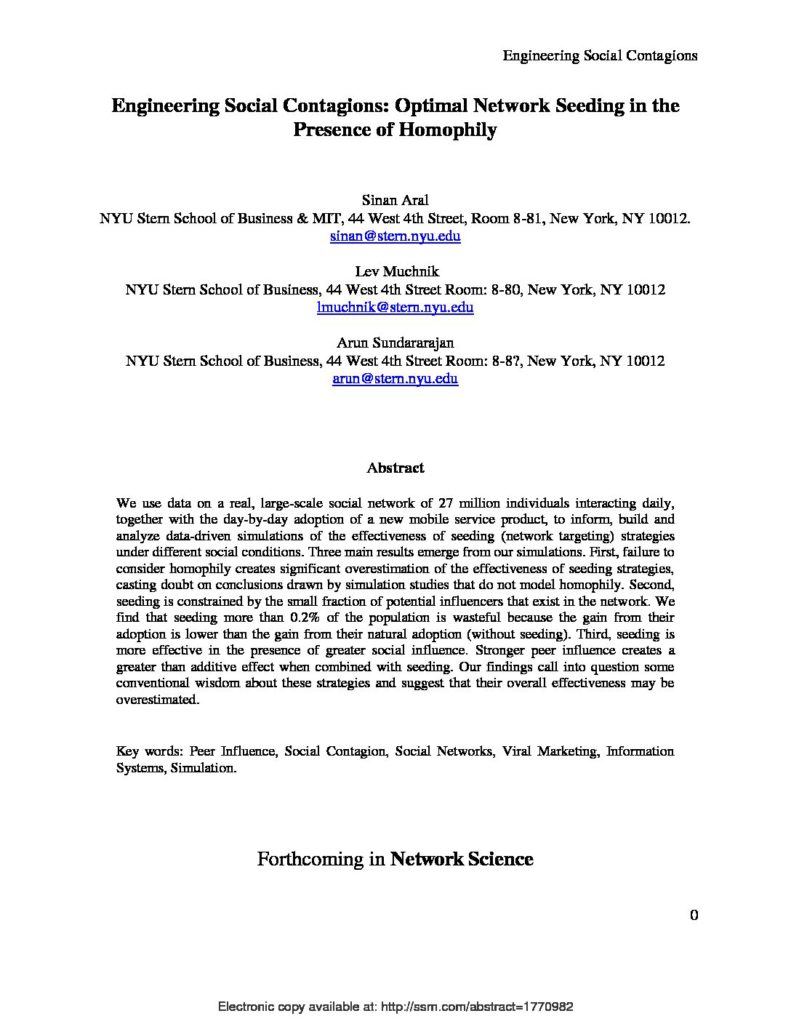 Engineering Social Contagions
Engineering Social Contagions: Optimal Network Seeding in the
Presence of Homophily
Sinan Aral
NYU Stern School of Business & MIT, 44 West 4th Street, Room 8-81, New York, NY 10012.
sinan@stern.nyu.edu
Lev Muchnik
NYU Stern School of Business, 44 West 4th Street Room: 8-80, New York, NY 10012
lmuchnik@stern.nyu.edu
Arun Sundararajan
NYU Stern School of Business, 44 West 4th Street Room: 8-8?, New York, NY 10012
arun@stern.nyu.edu
Abstract
We use data on a real, large-scale social network of 27 million individuals interacting daily,
together with the day-by-day adoption of a new mobile service product, to inform, build and
analyze data-driven simulations of the effectiveness of seeding (network targeting) strategies
under different social conditions. Three main results emerge from our simulations. First, failure to
consider homophily creates significant overestimation of the effectiveness of seeding strategies,
casting doubt on conclusions drawn by simulation studies that do not model homophily. Second,
seeding is constrained by the small fraction of potential influencers that exist in the network. We
find that seeding more than 0.2% of the population is wasteful because the gain from their
adoption is lower than the gain from their natural adoption (without seeding). Third, seeding is
more effective in the presence of greater social influence. Stronger peer influence creates a
greater than additive effect when combined with seeding. Our findings call into question some
conventional wisdom about these strategies and suggest that their overall effectiveness may be
overestimated.
Key words: Peer Influence, Social Contagion, Social Networks, Viral Marketing, Information
Systems, Simulation.
Forthcoming in Network Science
0
Electronic copy available at: http://ssrn.com/abstract=1770982